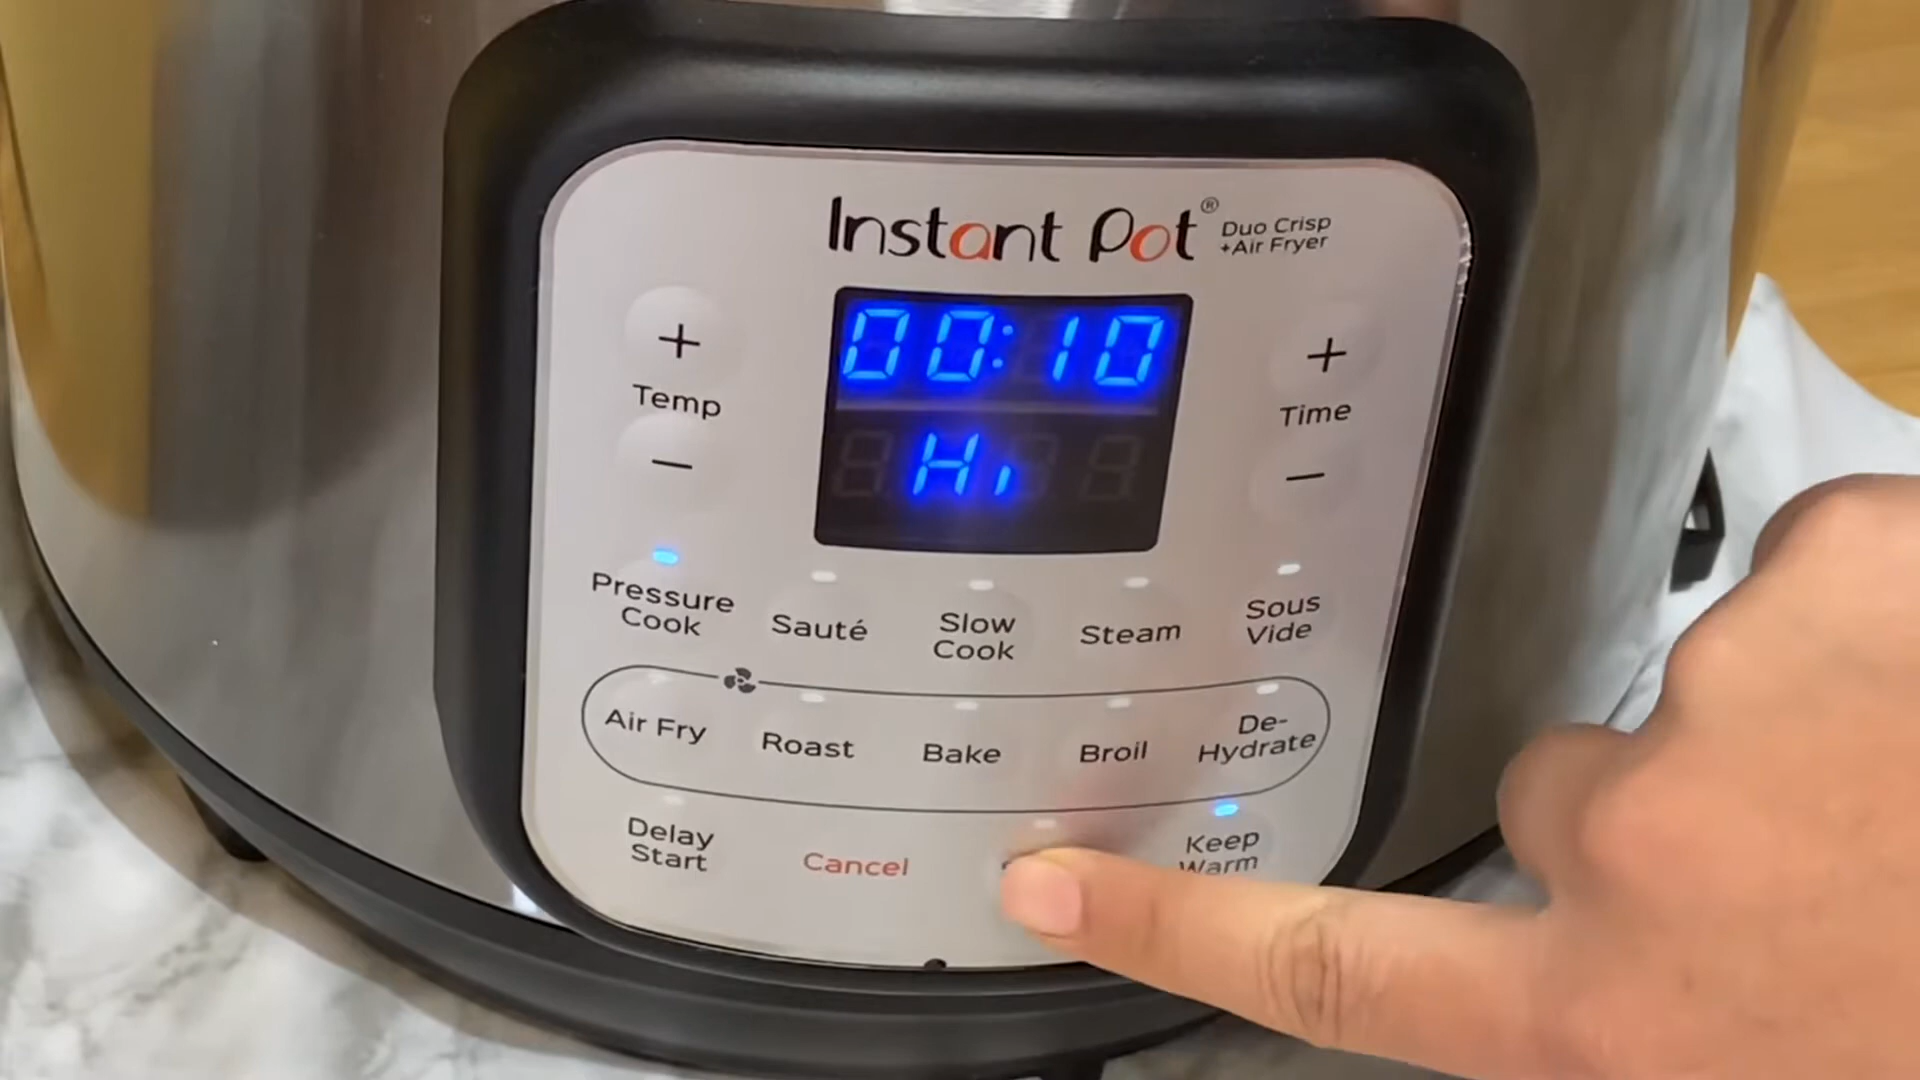 Instant Pot®
Duo Crisp
+Air Fryer
00:10
Hi
+
Temp
−
+
Time
−
Pressure
Cook
Sauté
Slow
Cook
Steam
Sous
Vide
Air Fry
Roast
Bake
Broil
De-
Hydrate
Delay
Start
Cancel
Keep
Warm